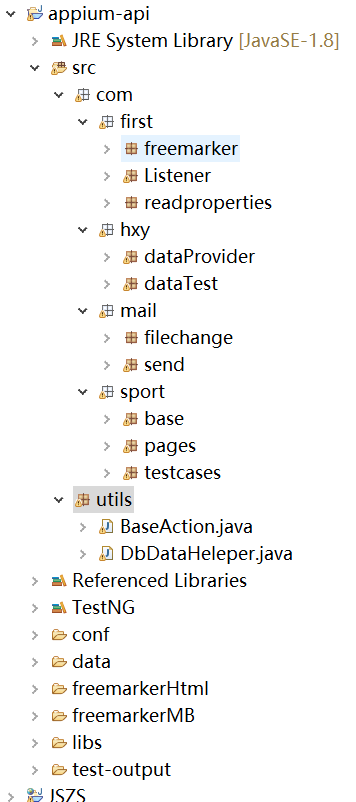 appium-api
JRE System Library [JavaSE-1.8]
src
com
first
freemarker
Listener
readproperties
hxy
dataProvider
dataTest
mail
filechange
send
sport
base
pages
testcases
utils
BaseAction.java
DbDataHeleper.java
Referenced Libraries
TestNG
conf
data
freemarkerHtml
freemarkerMB
libs
test-output
JSZS